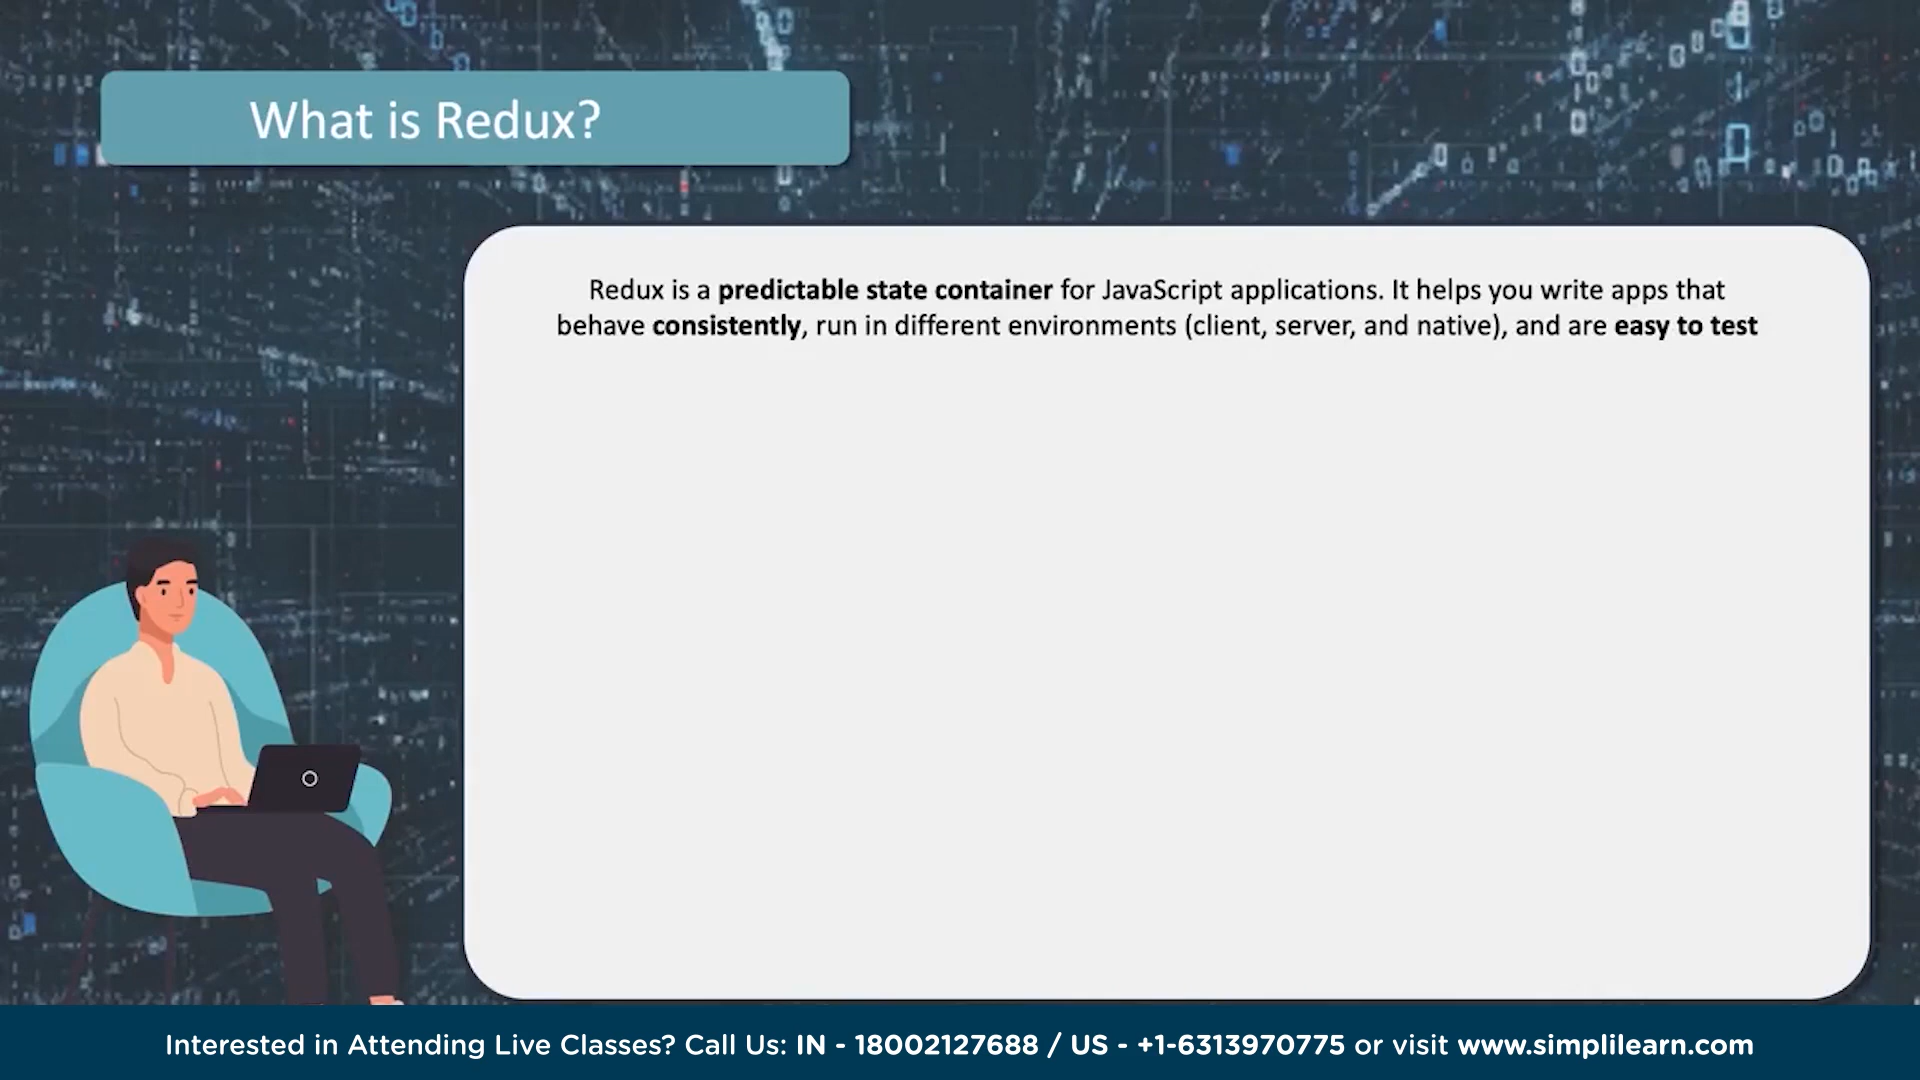 What is Redux?
Redux is a predictable state container for JavaScript applications. It helps you write apps that
behave consistently, run in different environments (client, server, and native), and are easy to test
Interested in Attending Live Classes? Call Us: IN - 18002127688 / US - +1-6313970775 or visit www.simplilearn.com